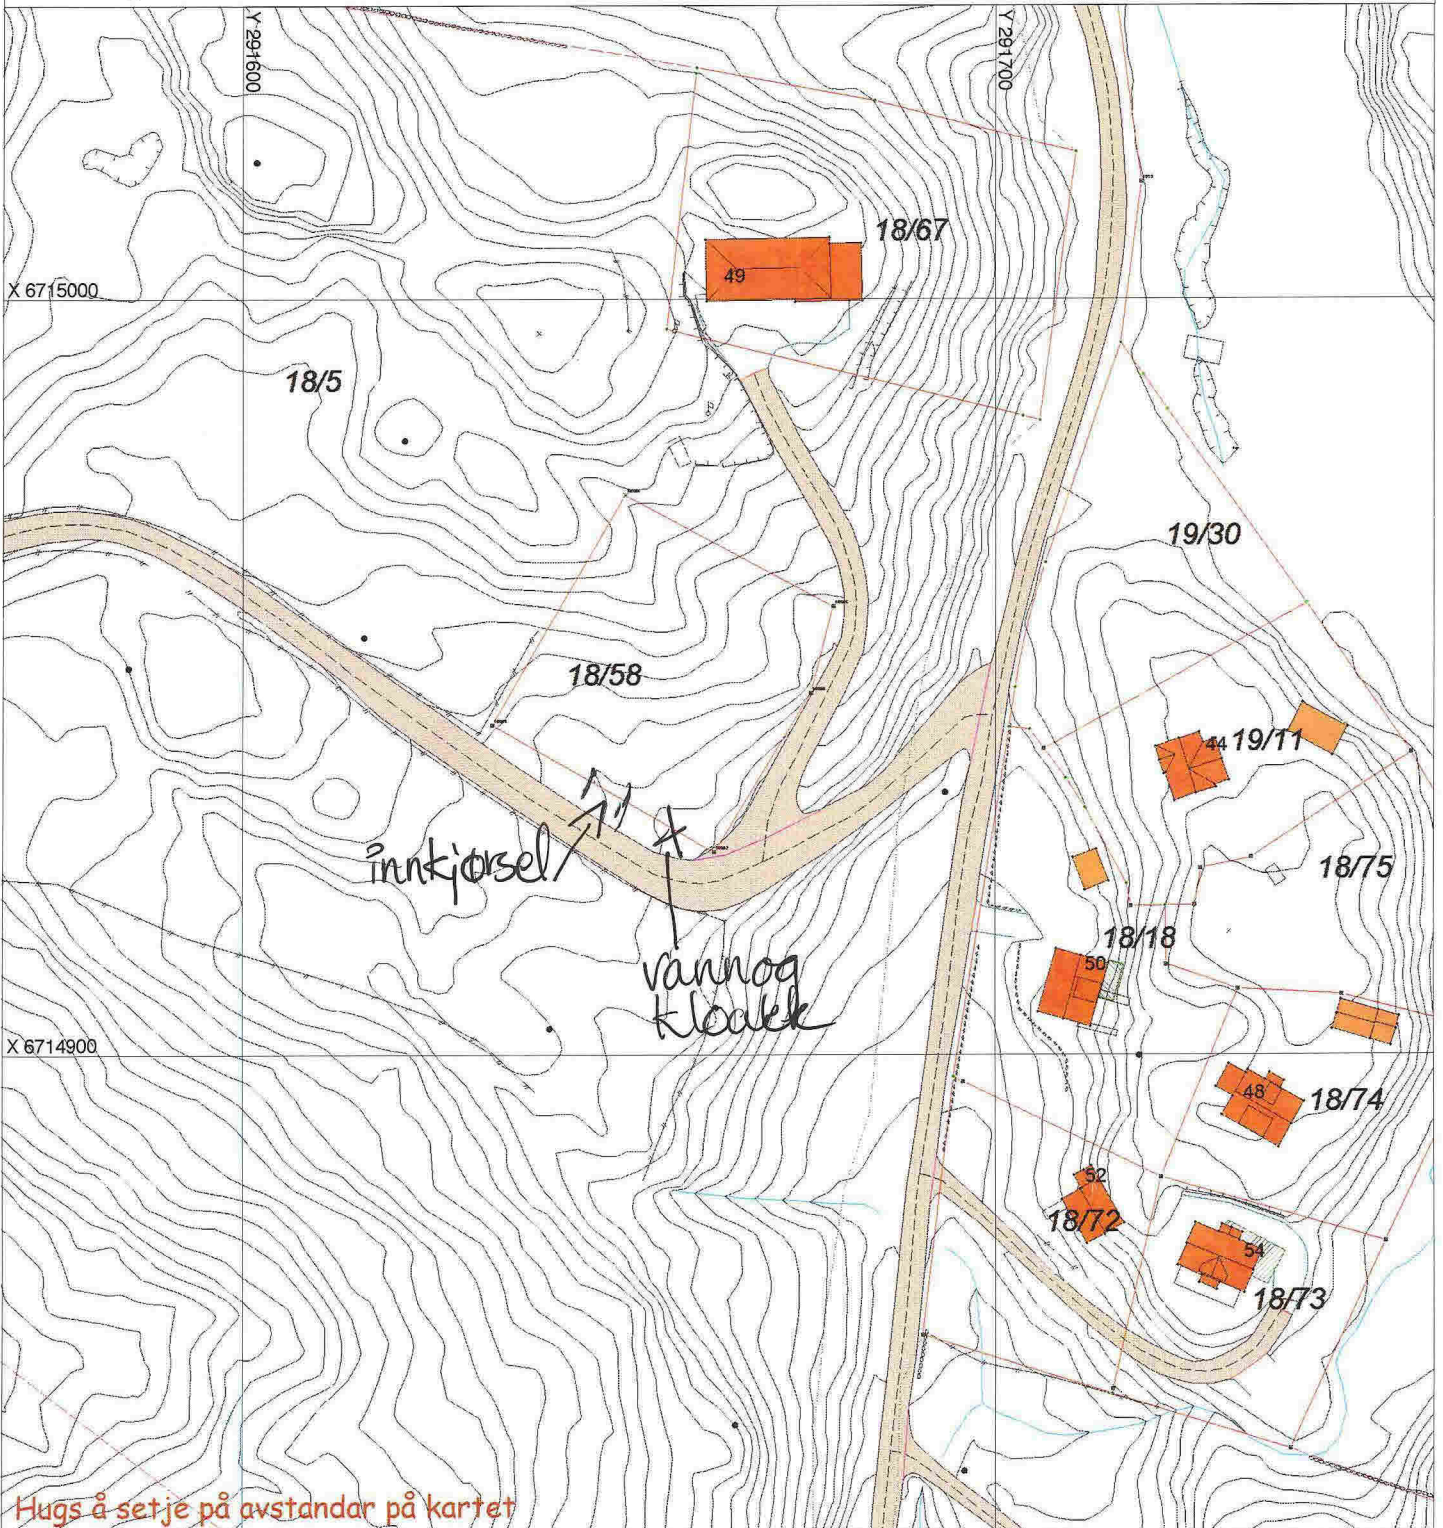 Y 291600
Y 291700
18/67
49
X 6715000
18/5
19/30
18/58
44 19/11
innkjørsel
18/75
18/18
50
vann og
kloakk
X 6714900
48
18/74
52
18/72
54
18/73
Hugs å setje på avstandar på kartet